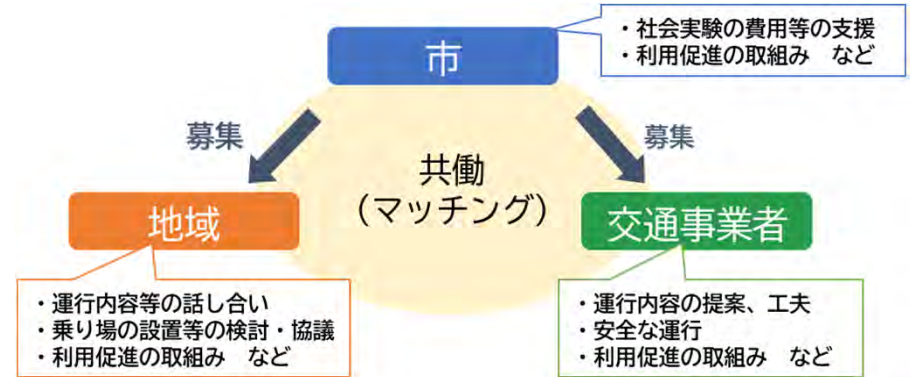 市
・社会実験の費用等の支援
・利用促進の取組み　など
募集
募集
共働
（マッチング）
地域
交通事業者
・運行内容等の話し合い
・乗り場の設置等の検討・協議
・利用促進の取組み　など
・運行内容の提案、工夫
・安全な運行
・利用促進の取組み　など